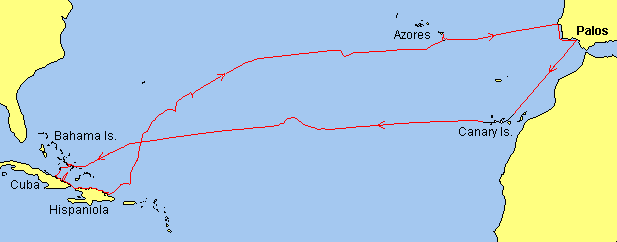 Azores
Palos
Bahama Is.
Canary Is.
Cuba
Hispaniola